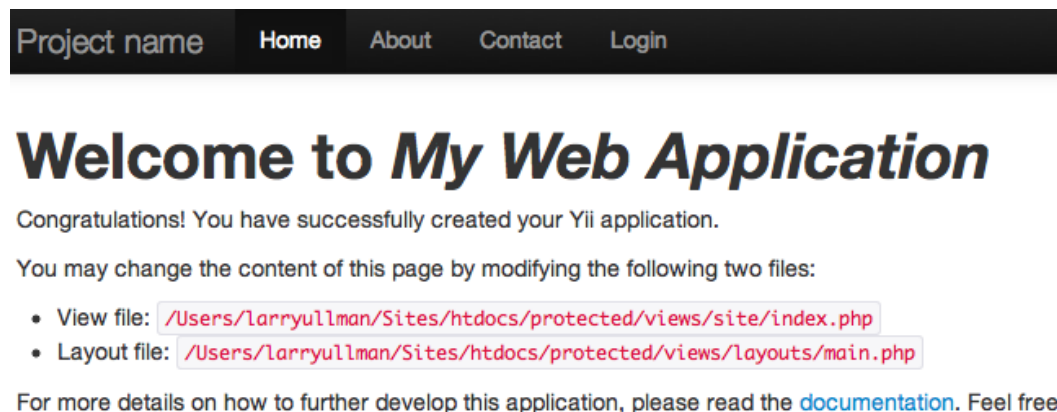 Project name Home About Contact Login
Welcome to My Web Application
Congratulations! You have successfully created your Yii application.
You may change the content of this page by modifying the following two files:
• View file: /Users/larryullman/Sites/htdocs/protected/views/site/index.php
• Layout file: /Users/larryullman/Sites/htdocs/protected/views/layouts/main.php
For more details on how to further develop this application, please read the documentation. Feel free